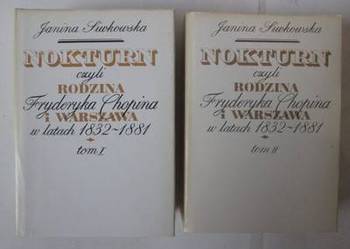 Janina Siwkowska
NOKTURN
czyli
RODZINA
Fryderyka Chopina
i WARSZAWA
w latach 1832~1881
tom I
Janina Siwkowska
NOKTURN
czyli
RODZINA
Fryderyka Chopina
i WARSZAWA
w latach 1832~1881
tom II